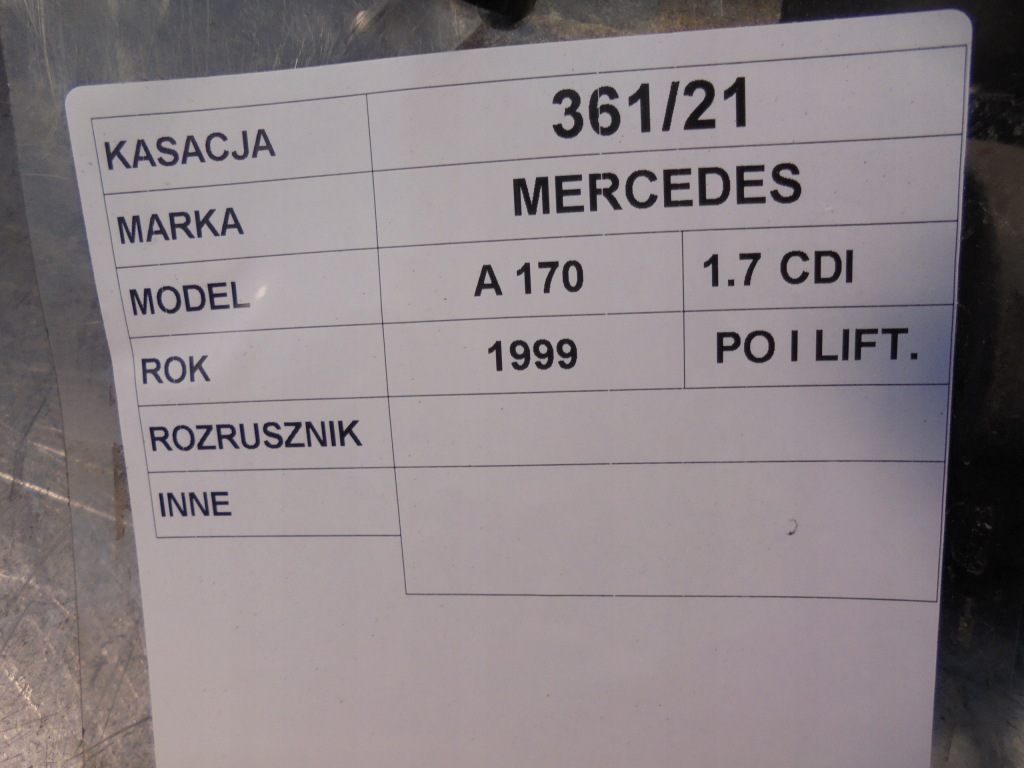 KASACJA 361/21
MARKA MERCEDES
MODEL A 170 1.7 CDI
ROK 1999 PO I LIFT.
ROZRUSZNIK
INNE